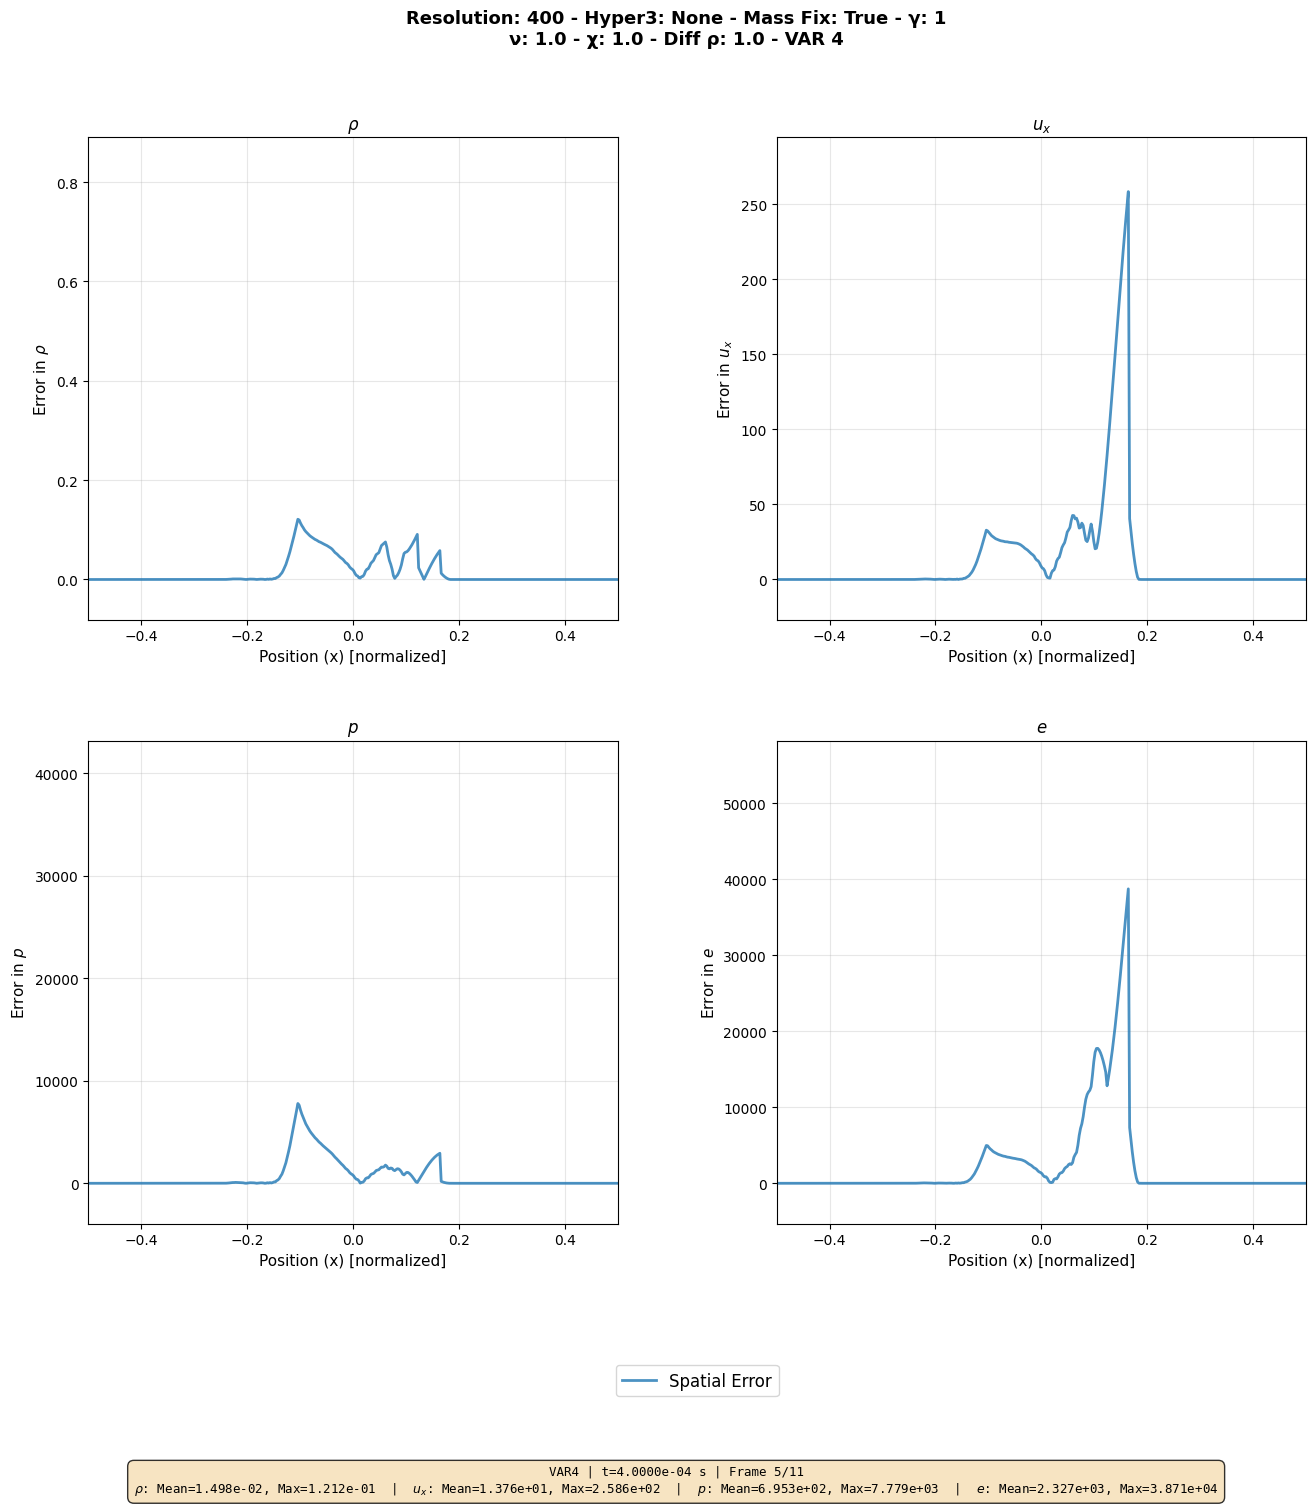 Resolution: 400 - Hyper3: None - Mass Fix: True - γ: 1
ν: 1.0 - χ: 1.0 - Diff ρ: 1.0 - VAR 4
ρ
0.8
0.6
0.4
0.2
0.0
Error in ρ
−0.4 −0.2 0.0 0.2 0.4
Position (x) [normalized]
u_x
250
200
150
100
50
0
Error in u_x
−0.4 −0.2 0.0 0.2 0.4
Position (x) [normalized]
p
40000
30000
20000
10000
0
Error in p
−0.4 −0.2 0.0 0.2 0.4
Position (x) [normalized]
e
50000
40000
30000
20000
10000
0
Error in e
−0.4 −0.2 0.0 0.2 0.4
Position (x) [normalized]
Spatial Error
VAR4 | t=4.0000e-04 s | Frame 5/11
ρ: Mean=1.498e-02, Max=1.212e-01 | u_x: Mean=1.376e+01, Max=2.586e+02 | p: Mean=6.953e+02, Max=7.779e+03 | e: Mean=2.327e+03, Max=3.871e+04